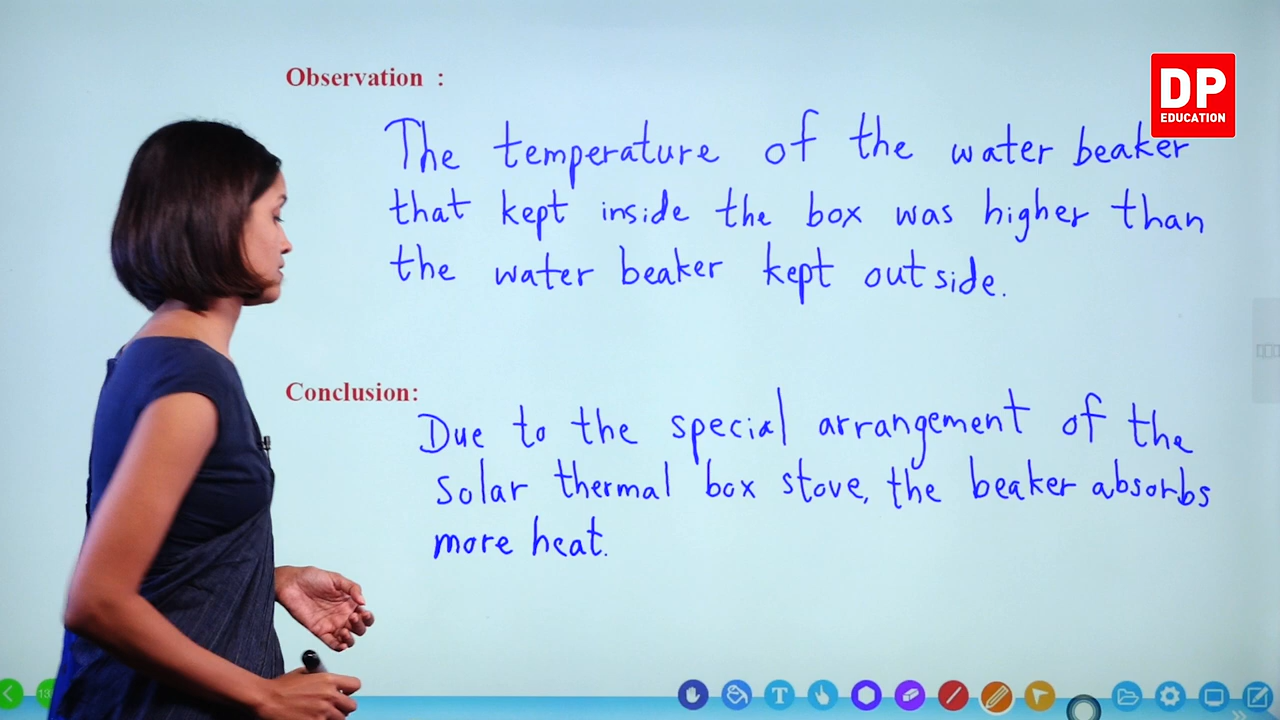 DP
EDUCATION
Observation :
The temperature of the water beaker
that kept inside the box was higher than
the water beaker kept outside.
Conclusion:
Due to the special arrangement of the
solar thermal box stove, the beaker absorbs
more heat.
13
T